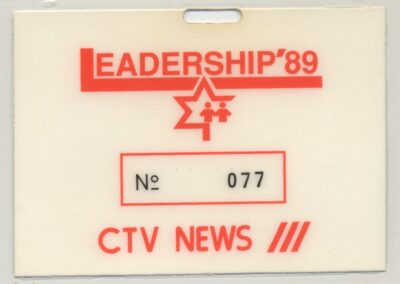 LEADERSHIP'89
Nº 077
CTV NEWS ///